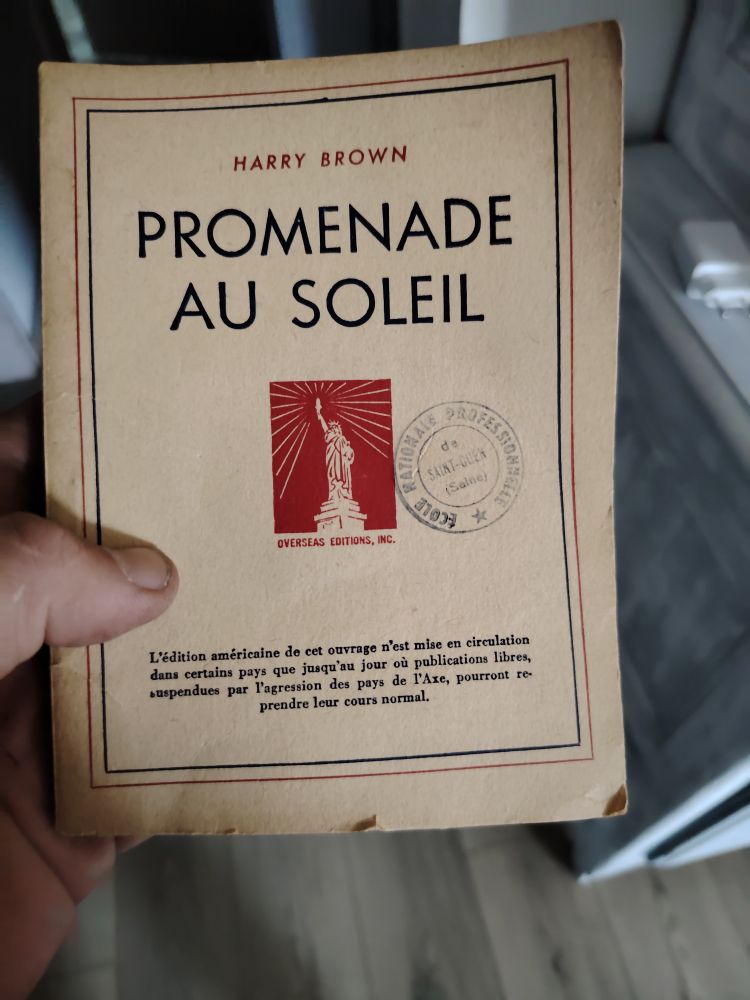 HARRY BROWN
PROMENADE
AU SOLEIL
OVERSEAS EDITIONS, INC.
ÉCOLE NATIONALE PROFESSIONNELLE
de
SAINT-OUEN
(Seine)
L'édition américaine de cet ouvrage n'est mise en circulation
dans certains pays que jusqu'au jour où publications libres,
suspendues par l'agression des pays de l'Axe, pourront re-
prendre leur cours normal.